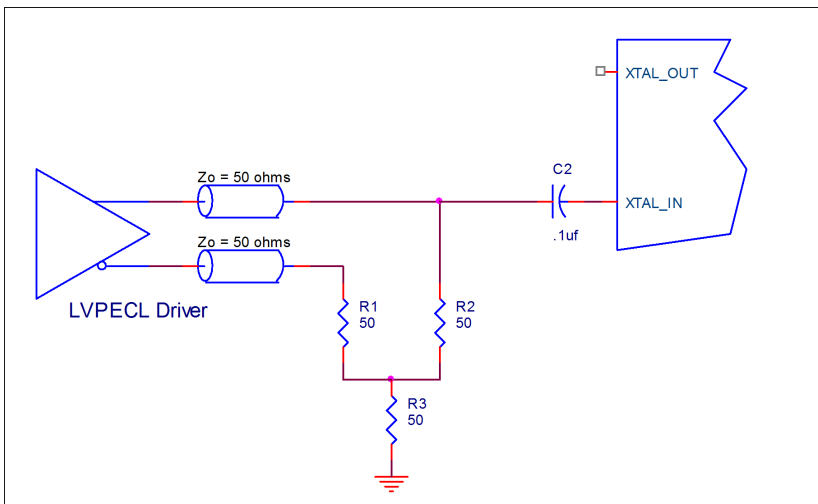 XTAL_OUT
C2
Zo = 50 ohms
XTAL_IN
.1uf
Zo = 50 ohms
LVPECL Driver
R1
50
R2
50
R3
50